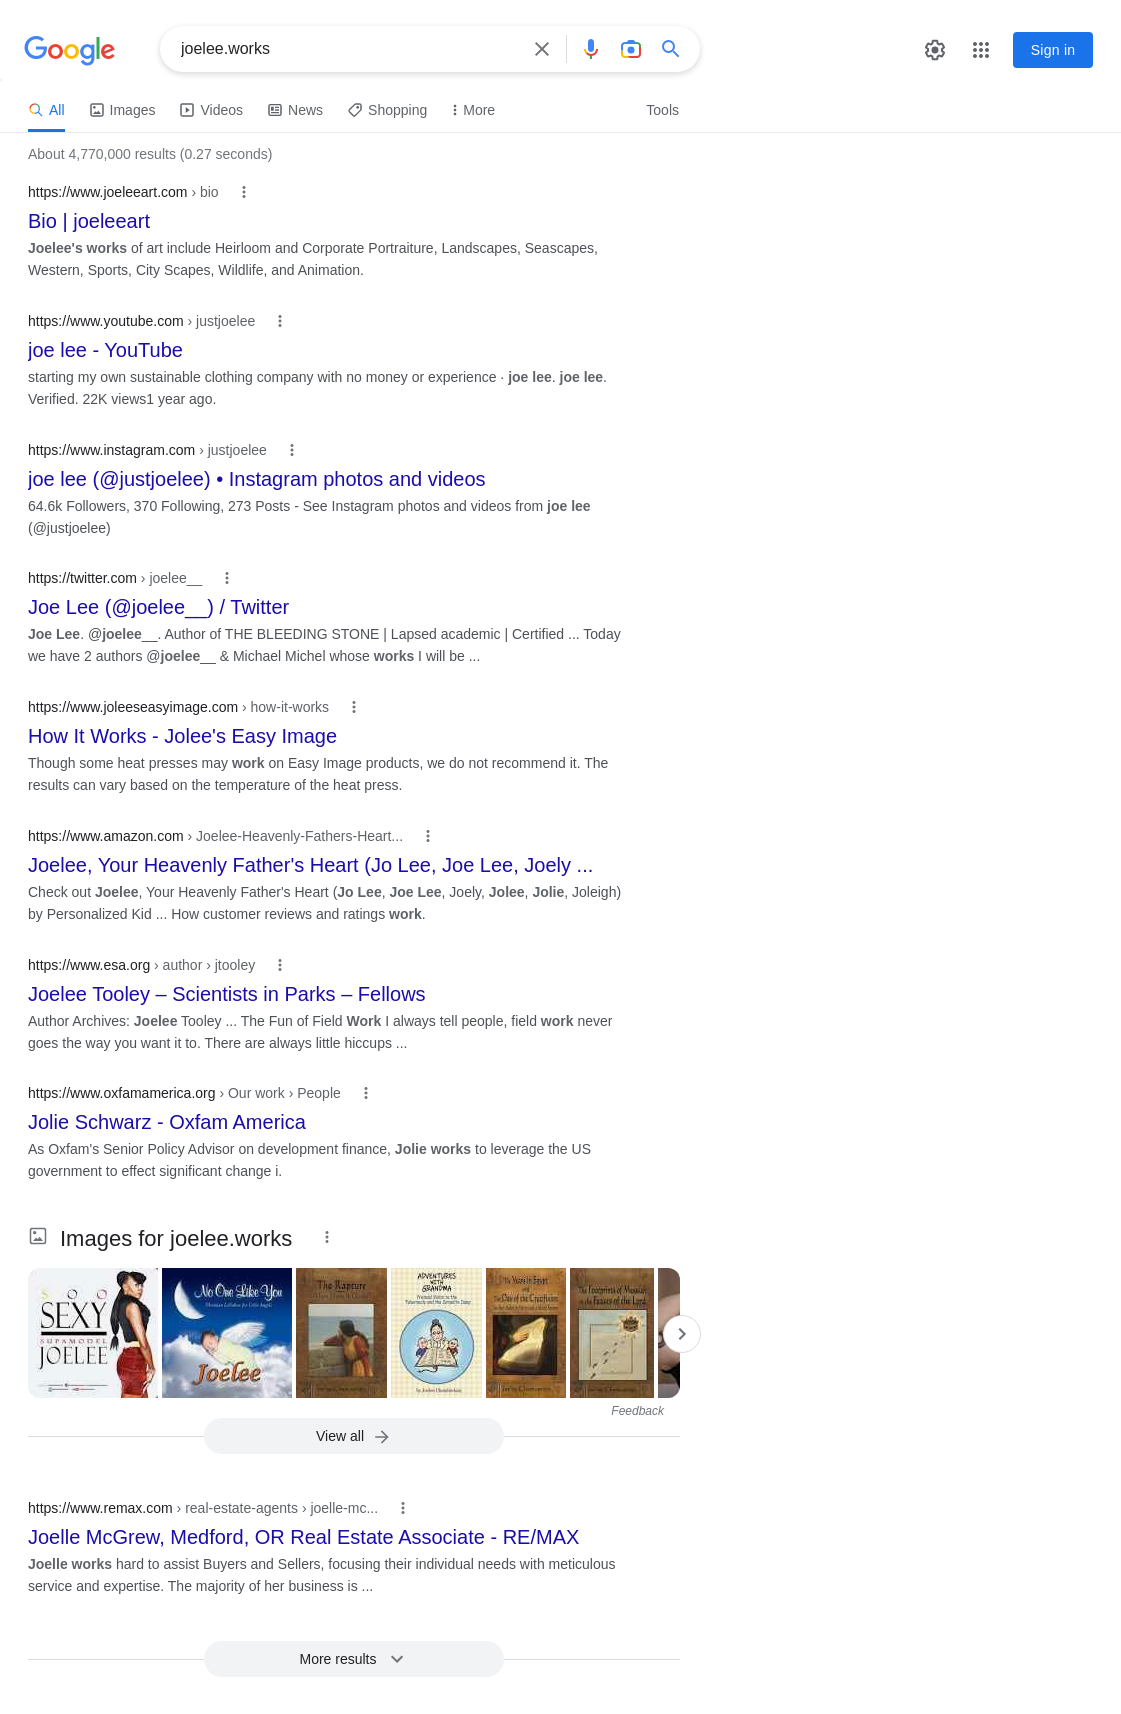 Google
joelee.works
Sign in
All
Images
Videos
News
Shopping
More
Tools
About 4,770,000 results (0.27 seconds)
https://www.joeleeart.com › bio
Bio | joeleeart
Joelee's works of art include Heirloom and Corporate Portraiture, Landscapes, Seascapes,
Western, Sports, City Scapes, Wildlife, and Animation.
https://www.youtube.com › justjoelee
joe lee - YouTube
starting my own sustainable clothing company with no money or experience · joe lee. joe lee.
Verified. 22K views1 year ago.
https://www.instagram.com › justjoelee
joe lee (@justjoelee) • Instagram photos and videos
64.6k Followers, 370 Following, 273 Posts - See Instagram photos and videos from joe lee
(@justjoelee)
https://twitter.com › joelee__
Joe Lee (@joelee__) / Twitter
Joe Lee. @joelee__. Author of THE BLEEDING STONE | Lapsed academic | Certified ... Today
we have 2 authors @joelee__ & Michael Michel whose works I will be ...
https://www.joleeseasyimage.com › how-it-works
How It Works - Jolee's Easy Image
Though some heat presses may work on Easy Image products, we do not recommend it. The
results can vary based on the temperature of the heat press.
https://www.amazon.com › Joelee-Heavenly-Fathers-Heart...
Joelee, Your Heavenly Father's Heart (Jo Lee, Joe Lee, Joely ...
Check out Joelee, Your Heavenly Father's Heart (Jo Lee, Joe Lee, Joely, Jolee, Jolie, Joleigh)
by Personalized Kid ... How customer reviews and ratings work.
https://www.esa.org › author › jtooley
Joelee Tooley – Scientists in Parks – Fellows
Author Archives: Joelee Tooley ... The Fun of Field Work I always tell people, field work never
goes the way you want it to. There are always little hiccups ...
https://www.oxfamamerica.org › Our work › People
Jolie Schwarz - Oxfam America
As Oxfam's Senior Policy Advisor on development finance, Jolie works to leverage the US
government to effect significant change i.
Images for joelee.works
SOO
SEXY
SUPAMODEL
JOELEE
No One Like You
Joelee
The Rapture
ADVENTURES
WITH
GRANDMA
by Joelee Chamberlain
The Footprints of Messiah
in the Feasts of the Lord
Feedback
View all
https://www.remax.com › real-estate-agents › joelle-mc...
Joelle McGrew, Medford, OR Real Estate Associate - RE/MAX
Joelle works hard to assist Buyers and Sellers, focusing their individual needs with meticulous
service and expertise. The majority of her business is ...
More results